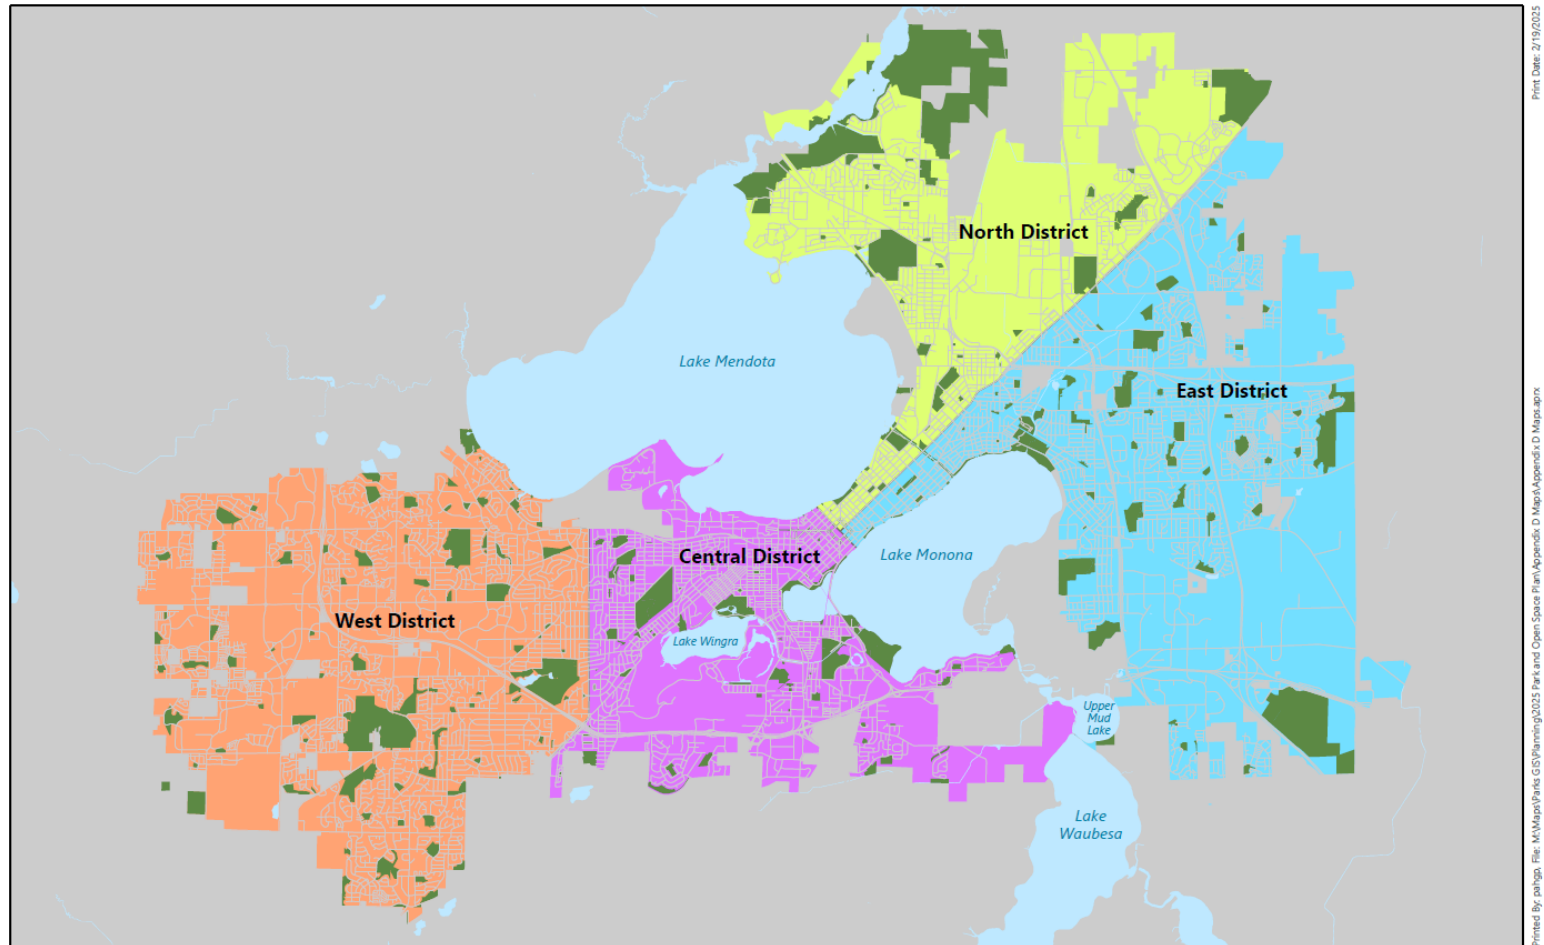 North District
Lake Mendota
East District
Central District
Lake Monona
West District
Lake Wingra
Upper
Mud
Lake
Lake
Waubesa
Print Date: 2/19/2025
Printed By: pahgp, File: M:\Maps\Parks GIS\Planning\2025 Park and Open Space Plan\Appendix D Maps\Appendix D Maps.aprx